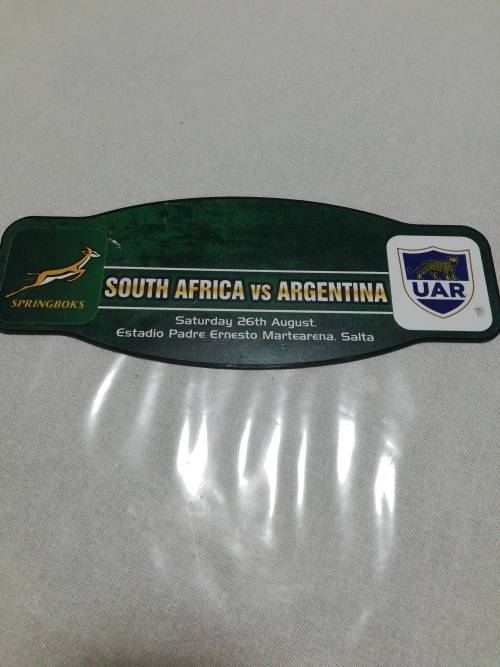 SPRINGBOKS
SOUTH AFRICA vs ARGENTINA
UAR
Saturday 26th August.
Estadio Padre Ernesto Martearena. Salta